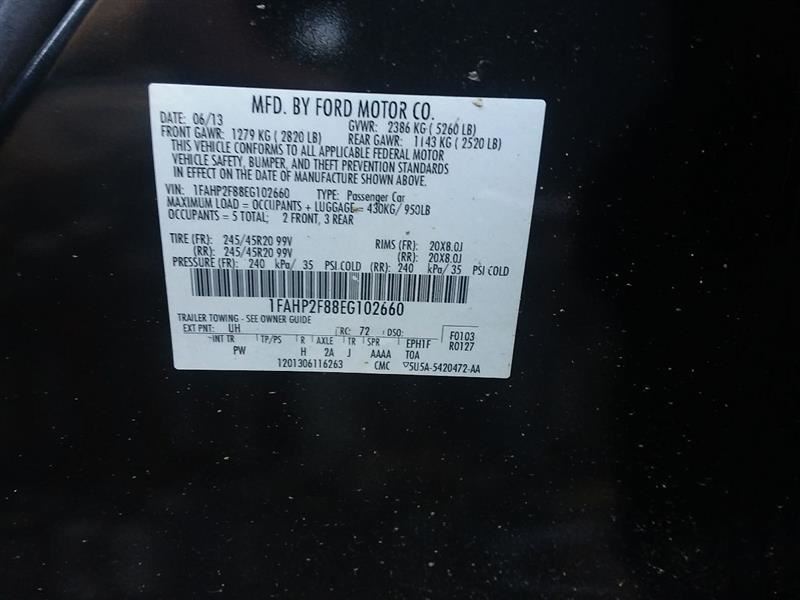 MFD. BY FORD MOTOR CO.
DATE: 06/13 GVWR: 2386 KG ( 5260 LB)
FRONT GAWR: 1279 KG ( 2820 LB) REAR GAWR: 1143 KG ( 2520 LB)
THIS VEHICLE CONFORMS TO ALL APPLICABLE FEDERAL MOTOR
VEHICLE SAFETY, BUMPER, AND THEFT PREVENTION STANDARDS
IN EFFECT ON THE DATE OF MANUFACTURE SHOWN ABOVE.
VIN: 1FAHP2F88EG102660 TYPE: Passenger Car
MAXIMUM LOAD = OCCUPANTS + LUGGAGE = 430KG/ 950LB
OCCUPANTS = 5 TOTAL; 2 FRONT, 3 REAR
TIRE (FR): 245/45R20 99V RIMS (FR): 20X8.0J
(RR): 245/45R20 99V (RR): 20X8.0J
PRESSURE (FR): 240 kPa/ 35 PSI COLD (RR): 240 kPa/ 35 PSI COLD
1FAHP2F88EG102660
TRAILER TOWING - SEE OWNER GUIDE
EXT PNT: UH RC: 72 DSO: F0103
INT TR TP/PS R AXLE TR SPR EPH1F R0127
PW H 2A J AAAA TOA
1201306116263 CMC ▽5U5A-5420472-AA